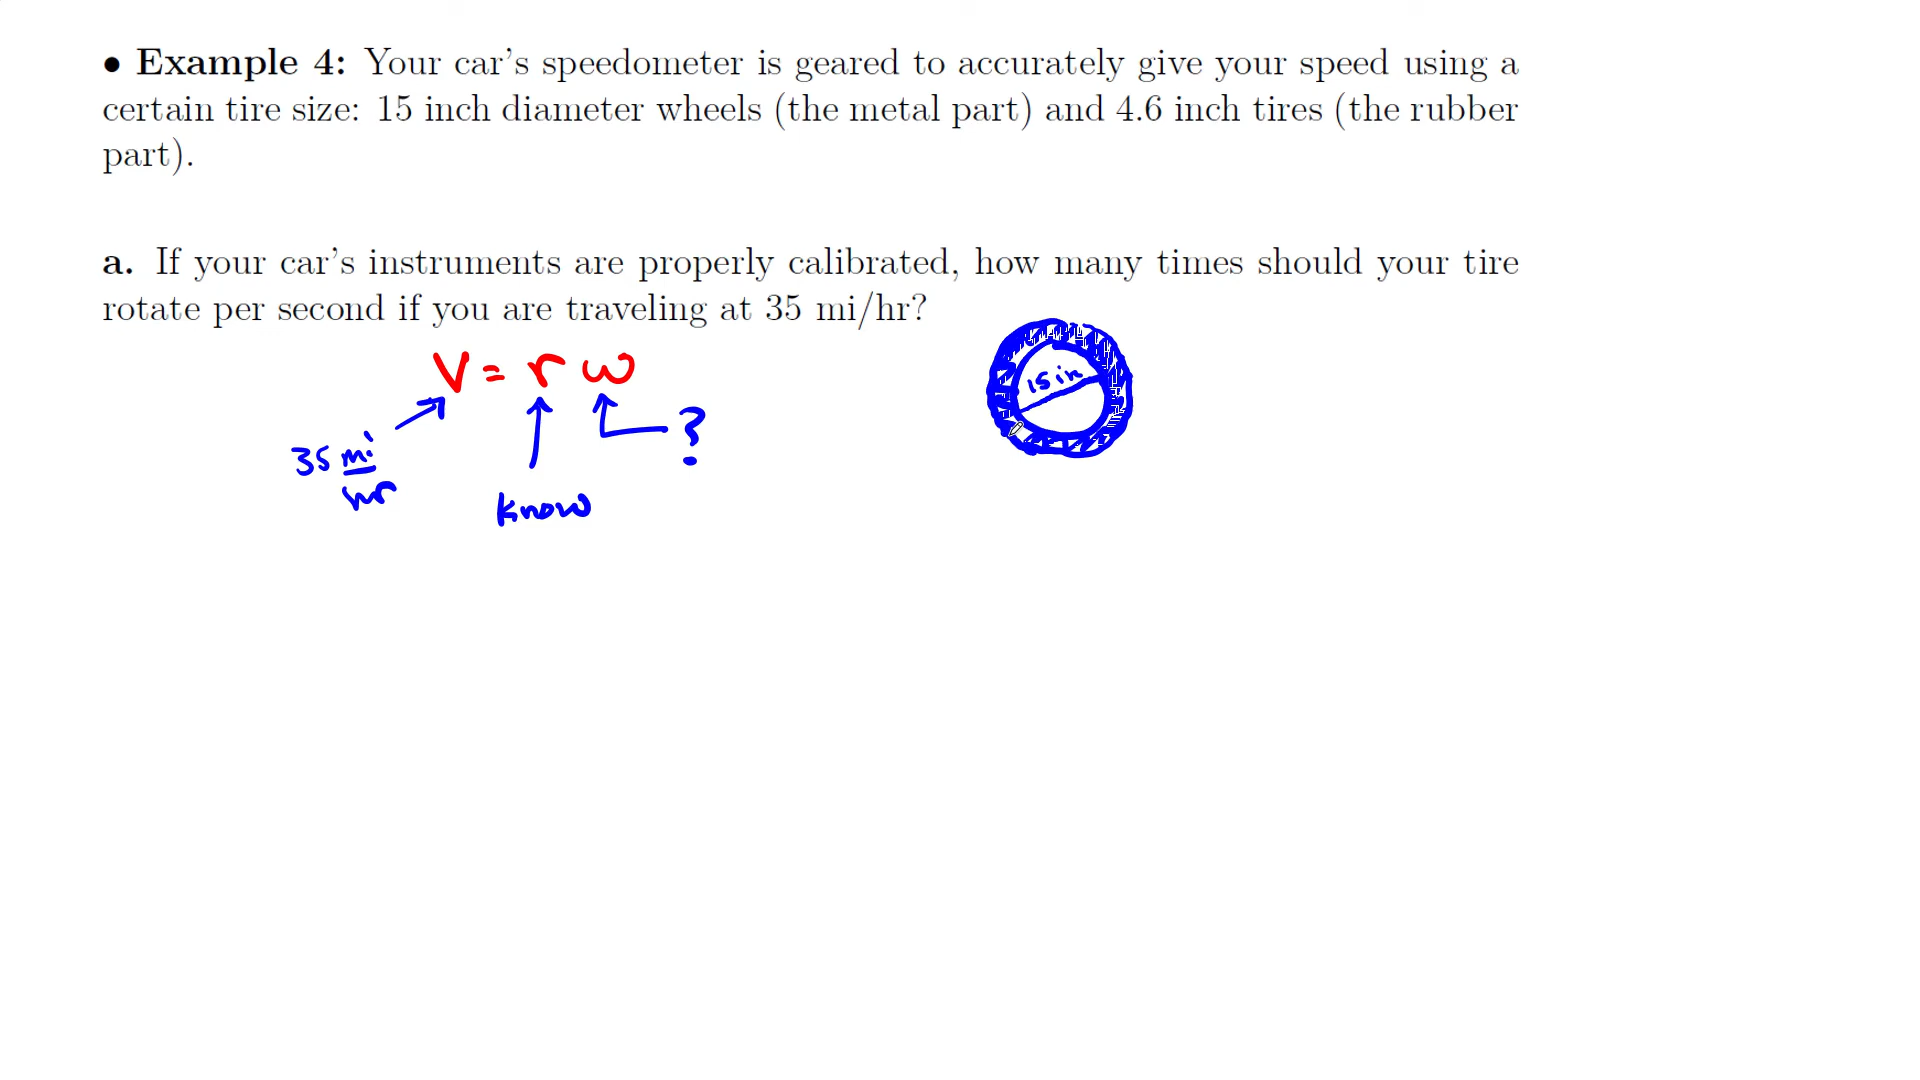 • Example 4: Your car's speedometer is geared to accurately give your speed using a
certain tire size: 15 inch diameter wheels (the metal part) and 4.6 inch tires (the rubber
part).
a. If your car's instruments are properly calibrated, how many times should your tire
rotate per second if you are traveling at 35 mi/hr?
V = r ω
15 in
?
35 mi/hr
know